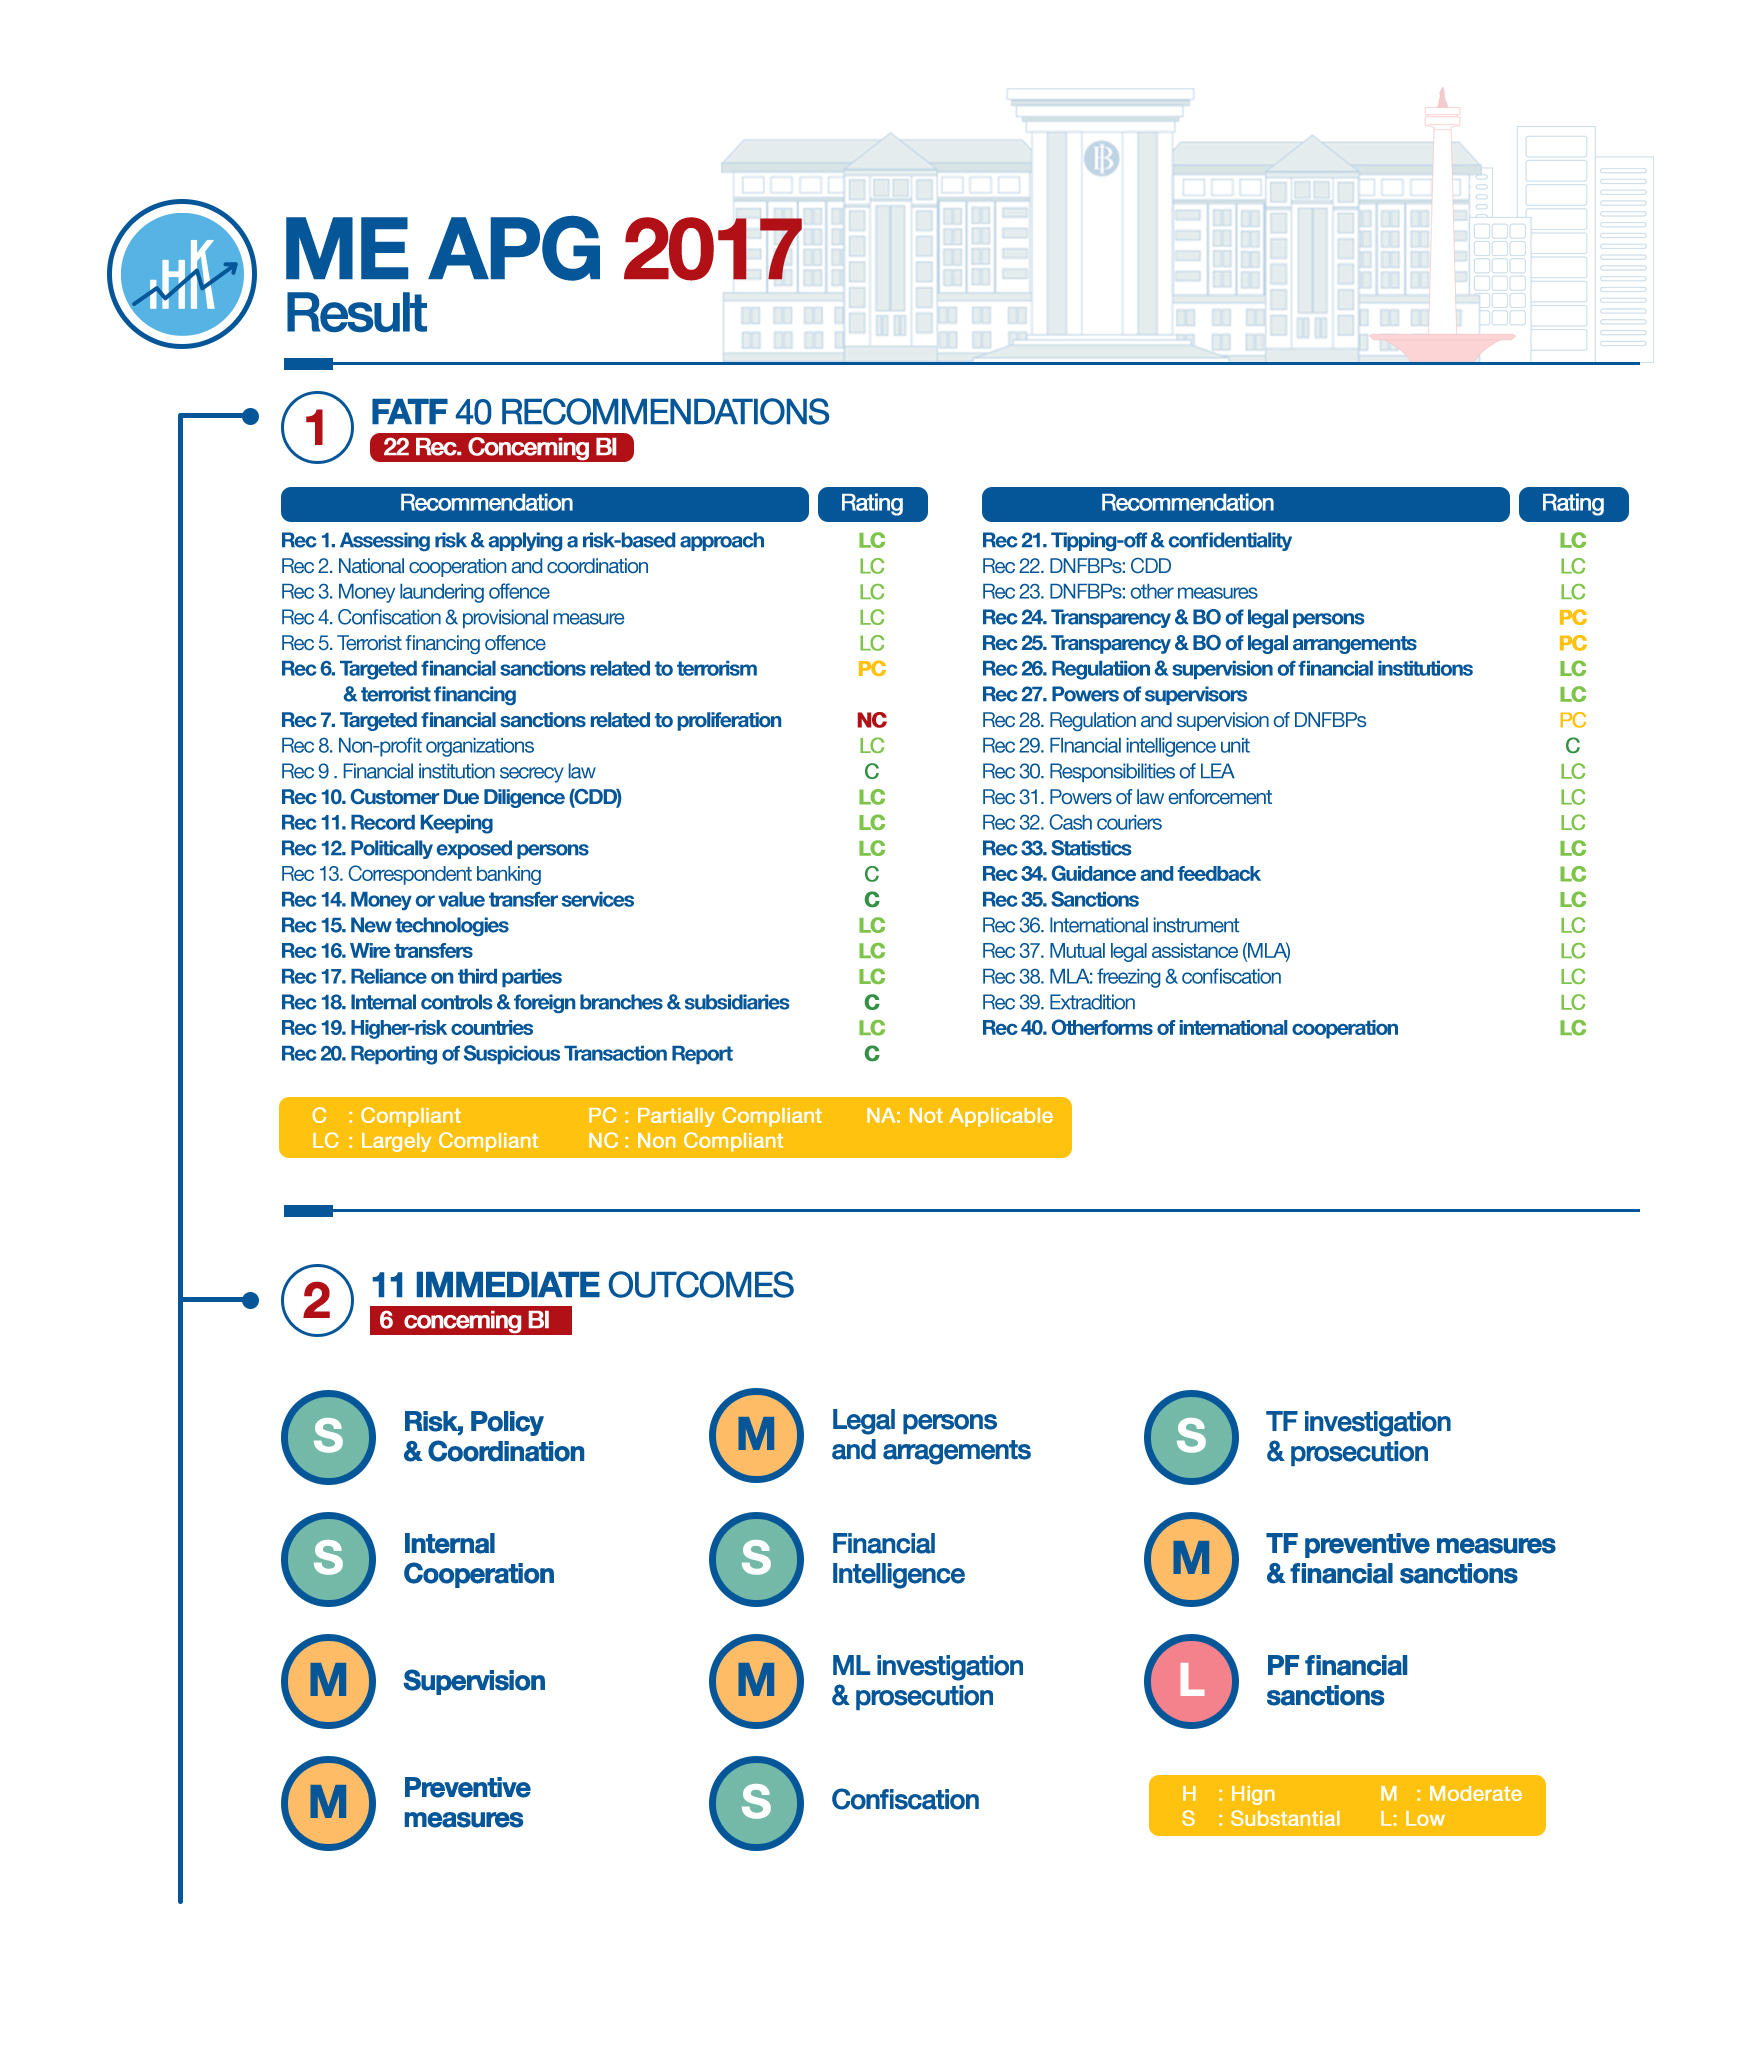 HK
ME APG 2017
Result
1
FATF 40 RECOMMENDATIONS
22 Rec. Concerning BI
Recommendation Rating
Rec 1. Assessing risk & applying a risk-based approach LC
Rec 2. National cooperation and coordination LC
Rec 3. Money laundering offence LC
Rec 4. Confiscation & provisional measure LC
Rec 5. Terrorist financing offence LC
Rec 6. Targeted financial sanctions related to terrorism PC
& terrorist financing
Rec 7. Targeted financial sanctions related to proliferation NC
Rec 8. Non-profit organizations LC
Rec 9 . Financial institution secrecy law C
Rec 10. Customer Due Diligence (CDD) LC
Rec 11. Record Keeping LC
Rec 12. Politically exposed persons LC
Rec 13. Correspondent banking C
Rec 14. Money or value transfer services C
Rec 15. New technologies LC
Rec 16. Wire transfers LC
Rec 17. Reliance on third parties LC
Rec 18. Internal controls & foreign branches & subsidiaries C
Rec 19. Higher-risk countries LC
Rec 20. Reporting of Suspicious Transaction Report C
Recommendation Rating
Rec 21. Tipping-off & confidentiality LC
Rec 22. DNFBPs: CDD LC
Rec 23. DNFBPs: other measures LC
Rec 24. Transparency & BO of legal persons PC
Rec 25. Transparency & BO of legal arrangements PC
Rec 26. Regulatiion & supervision of financial institutions LC
Rec 27. Powers of supervisors LC
Rec 28. Regulation and supervision of DNFBPs PC
Rec 29. FInancial intelligence unit C
Rec 30. Responsibilities of LEA LC
Rec 31. Powers of law enforcement LC
Rec 32. Cash couriers LC
Rec 33. Statistics LC
Rec 34. Guidance and feedback LC
Rec 35. Sanctions LC
Rec 36. International instrument LC
Rec 37. Mutual legal assistance (MLA) LC
Rec 38. MLA: freezing & confiscation LC
Rec 39. Extradition LC
Rec 40. Otherforms of international cooperation LC
C : Compliant PC : Partially Compliant NA: Not Applicable
LC : Largely Compliant NC : Non Compliant
2
11 IMMEDIATE OUTCOMES
6 concerning BI
S Risk, Policy
& Coordination
S Internal
Cooperation
M Supervision
M Preventive
measures
M Legal persons
and arragements
S Financial
Intelligence
M ML investigation
& prosecution
S Confiscation
S TF investigation
& prosecution
M TF preventive measures
& financial sanctions
L PF financial
sanctions
H : Hign M : Moderate
S : Substantial L: Low